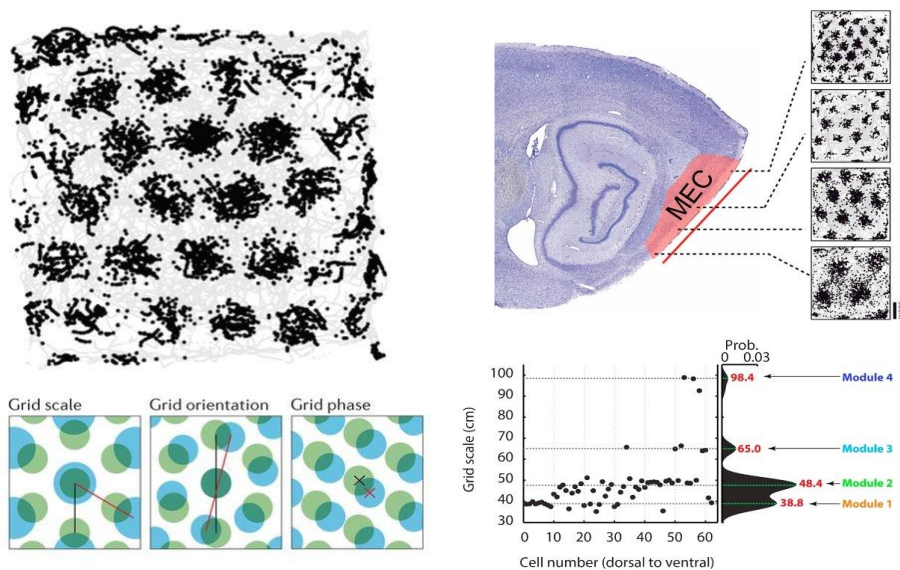 MEC
Grid scale
Grid orientation
Grid phase
Prob.
0 0.03
100
90
80
70
60
50
40
30
Grid scale (cm)
98.4
Module 4
65.0
Module 3
48.4
Module 2
38.8
Module 1
0 10 20 30 40 50 60
Cell number (dorsal to ventral)